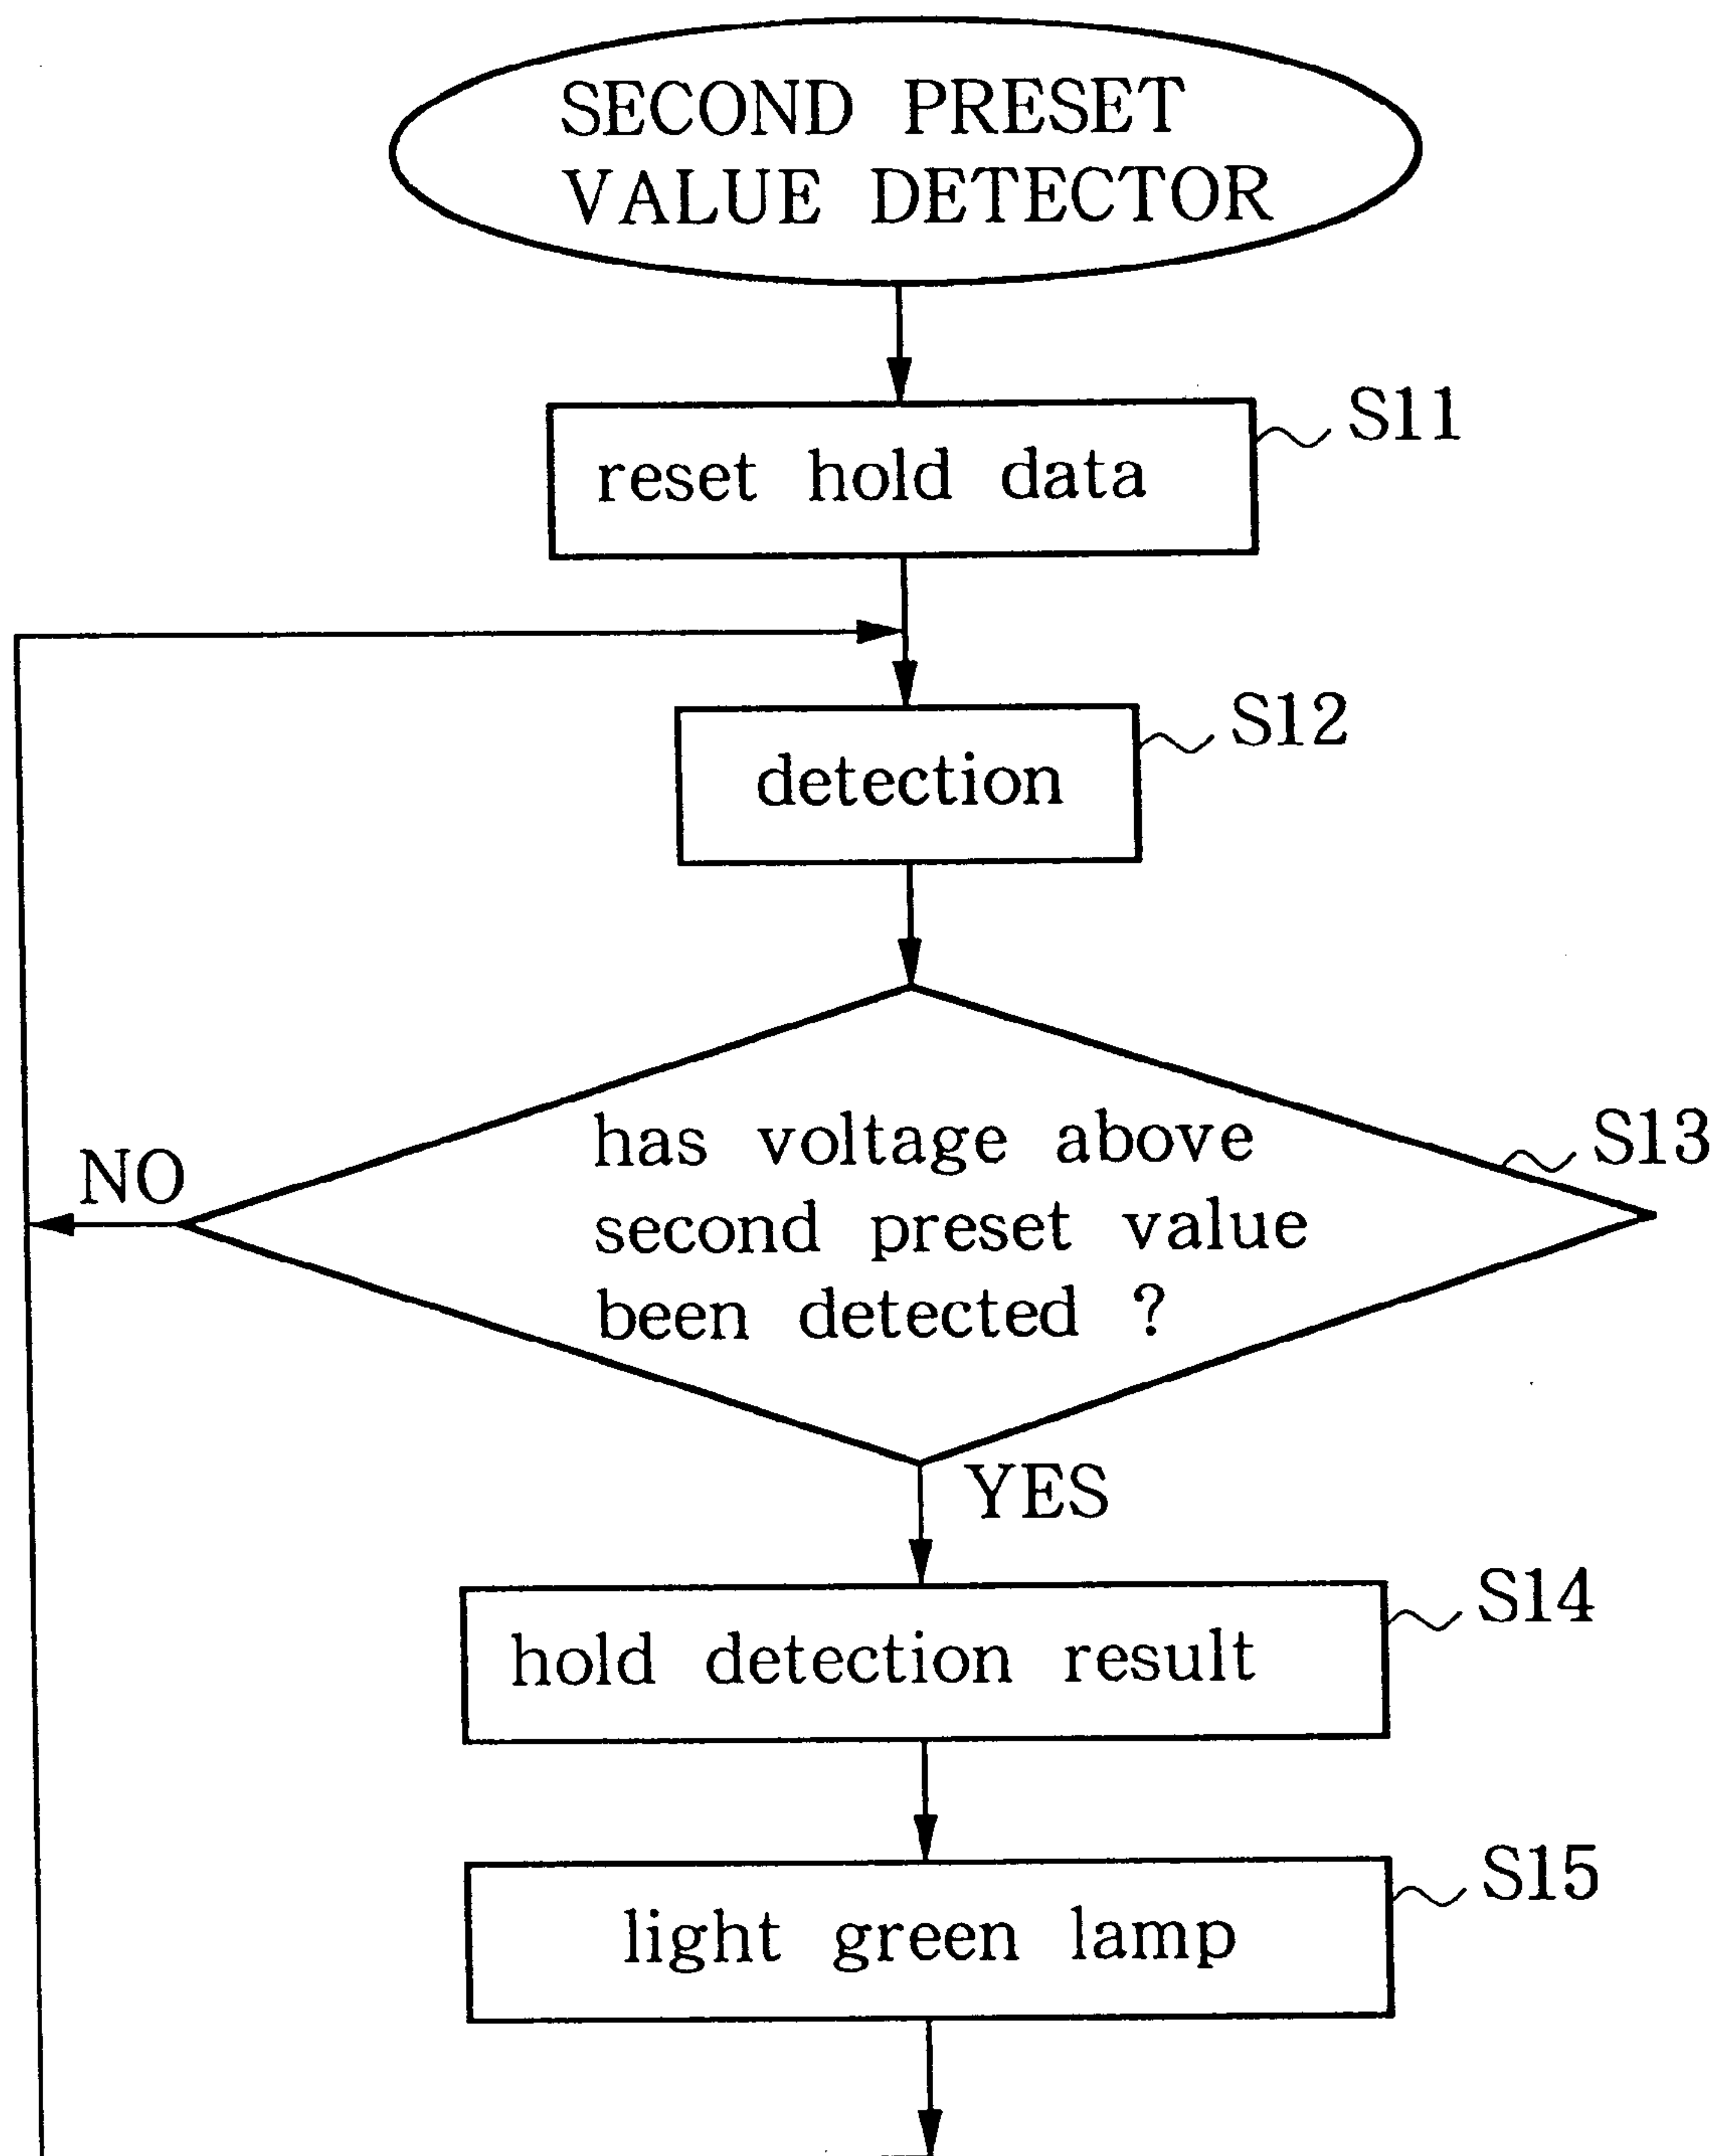 SECOND PRESET
VALUE DETECTOR
S11
reset hold data
S12
detection
S13
has voltage above
second preset value
been detected ?
NO
YES
S14
hold detection result
S15
light green lamp